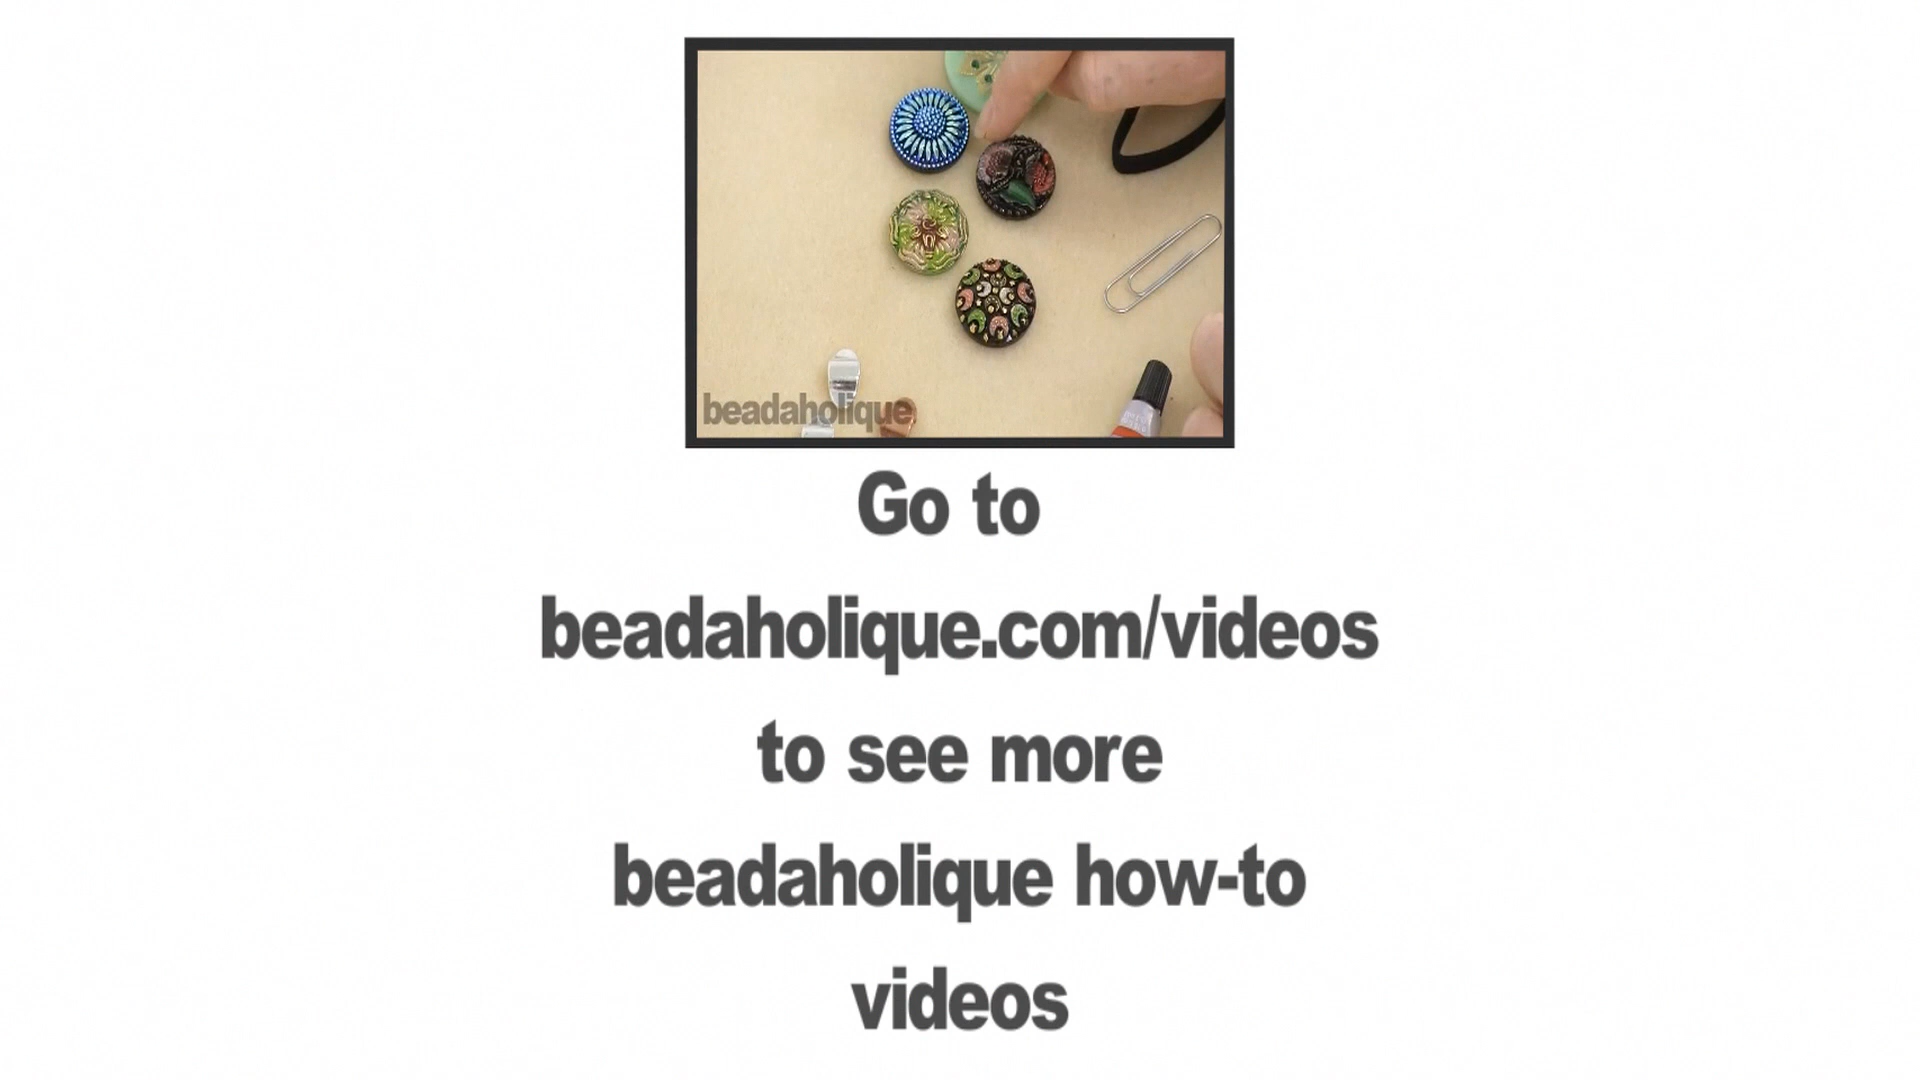 beadaholique
Go to
beadaholique.com/videos
to see more
beadaholique how-to
videos